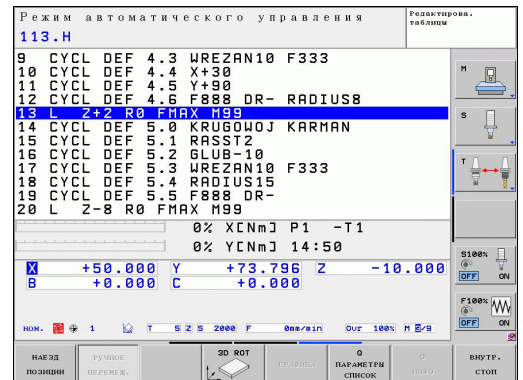 Режим автоматического управления
Редактирова.
таблицы
113.H
9 CYCL DEF 4.3 WREZAN10 F333
10 CYCL DEF 4.4 X+30
11 CYCL DEF 4.5 Y+90
12 CYCL DEF 4.6 F888 DR- RADIUS8
13 L Z+2 R0 FMAX M99
14 CYCL DEF 5.0 KRUGOWOJ KARMAN
15 CYCL DEF 5.1 RASST2
16 CYCL DEF 5.2 GLUB-10
17 CYCL DEF 5.3 WREZAN10 F333
18 CYCL DEF 5.4 RADIUS15
19 CYCL DEF 5.5 F888 DR-
20 L Z-8 R0 FMAX M99
0% X[Nm] P1 -T1
0% Y[Nm] 14:50
X +50.000 Y +73.796 Z -10.000
B +0.000 C +0.000
НОМ. 1 T 5 Z S 2000 F 0mm/min Ovr 100% M 8/9
M
S
T
S100%
OFF ON
F100%
OFF ON
НАЕЗД ПОЗИЦИИ
РУЧНОЕ ПЕРЕМЕЩ.
3D ROT
ГРАФИКА
Q ПАРАМЕТРЫ СПИСОК
Q INFO
ВНУТР. СТОП